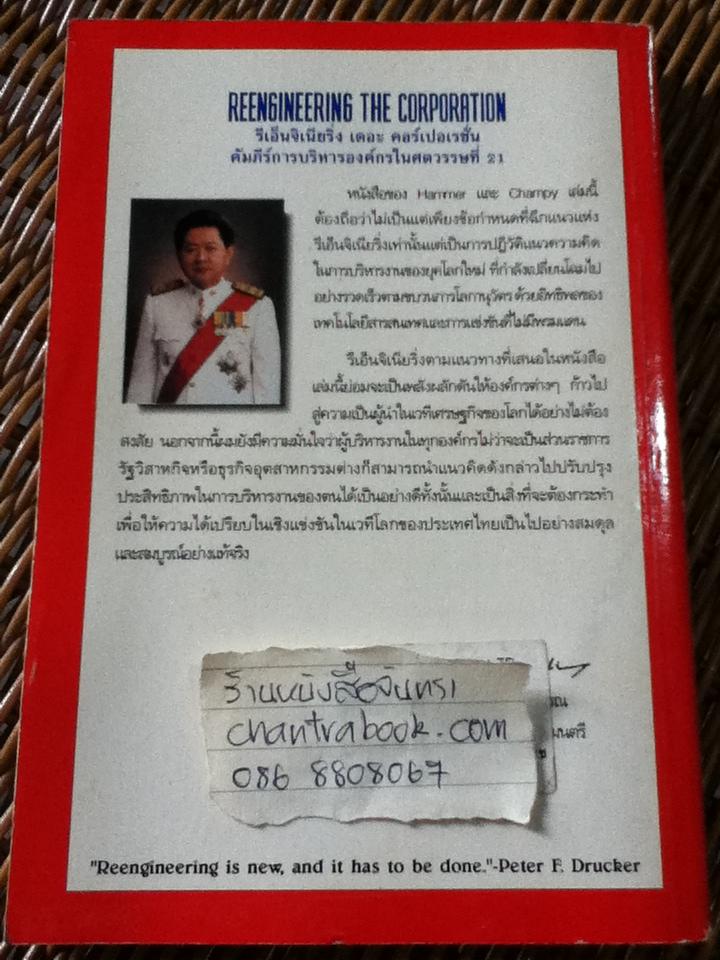 REENGINEERING THE CORPORATION
รีเอ็นจิเนียริ่ง เดอะ คอร์เปอเรชั่น
คัมภีร์การบริหารองค์กรในศตวรรษที่ 21
หนังสือของ Hammer และ Champy เล่มนี้
ต้องถือว่าไม่เป็นแต่เพียงข้อกำหนดที่ฉีกแนวแห่ง
รีเอ็นจิเนียริ่งเท่านั้นแต่เป็นการปฏิวัติแนวความคิด
ในการบริหารงานของยุคโลกใหม่ ที่กำลังเปลี่ยนโฉมไป
อย่างรวดเร็วตามขบวนการโลกานุวัตร ด้วยอิทธิพลของ
เทคโนโลยีสารสนเทศและการแข่งขันที่ไม่มีพรมแดน
รีเอ็นจิเนียริ่งตามแนวทางที่เสนอในหนังสือ
เล่มนี้ย่อมจะเป็นพลังผลักดันให้องค์กรต่างๆ ก้าวไป
สู่ความเป็นผู้นำในเวทีเศรษฐกิจของโลกได้อย่างไม่ต้อง
สงสัย นอกจากนี้ผมยังมีความมั่นใจว่าผู้บริหารงานในทุกองค์กรไม่ว่าจะเป็นส่วนราชการ
รัฐวิสาหกิจหรือธุรกิจอุตสาหกรรมต่างก็สามารถนำแนวคิดดังกล่าวไปปรับปรุง
ประสิทธิภาพในการบริหารงานของตนได้เป็นอย่างดีทั้งนั้นและเป็นสิ่งที่จะต้องกระทำ
เพื่อให้ความได้เปรียบในเชิงแข่งขันในเวทีโลกของประเทศไทยเป็นไปอย่างสมดุล
และสมบูรณ์อย่างแท้จริง
ร้านหนังสือจันทรา
chantrabook.com
086 8808067
"Reengineering is new, and it has to be done."-Peter F. Drucker